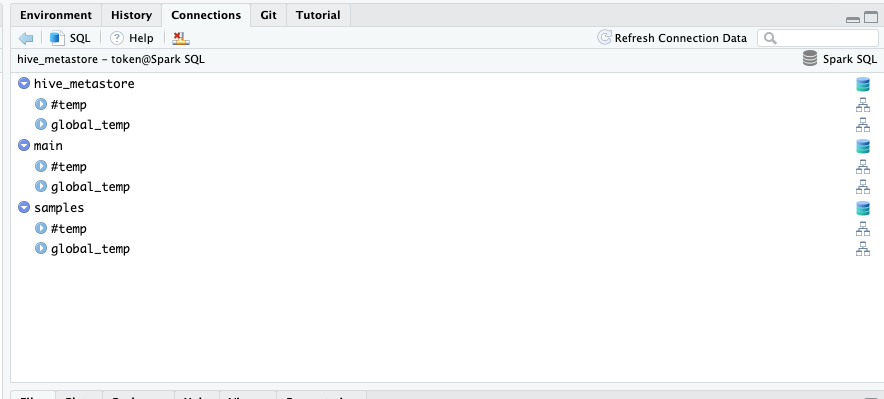 Environment History Connections Git Tutorial
SQL Help Refresh Connection Data
hive_metastore – token@Spark SQL Spark SQL
hive_metastore
#temp
global_temp
main
#temp
global_temp
samples
#temp
global_temp